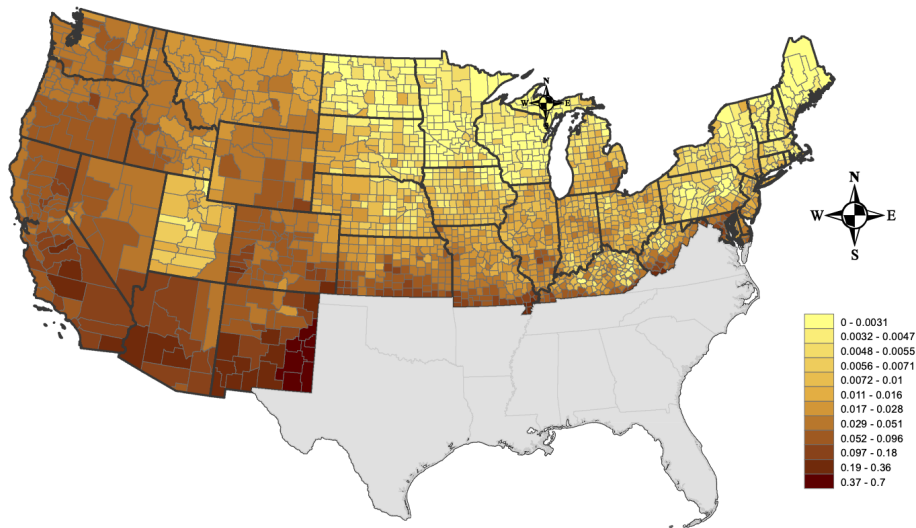 N
W E
N
W E
S
0 - 0.0031
0.0032 - 0.0047
0.0048 - 0.0055
0.0056 - 0.0071
0.0072 - 0.01
0.011 - 0.016
0.017 - 0.028
0.029 - 0.051
0.052 - 0.096
0.097 - 0.18
0.19 - 0.36
0.37 - 0.7